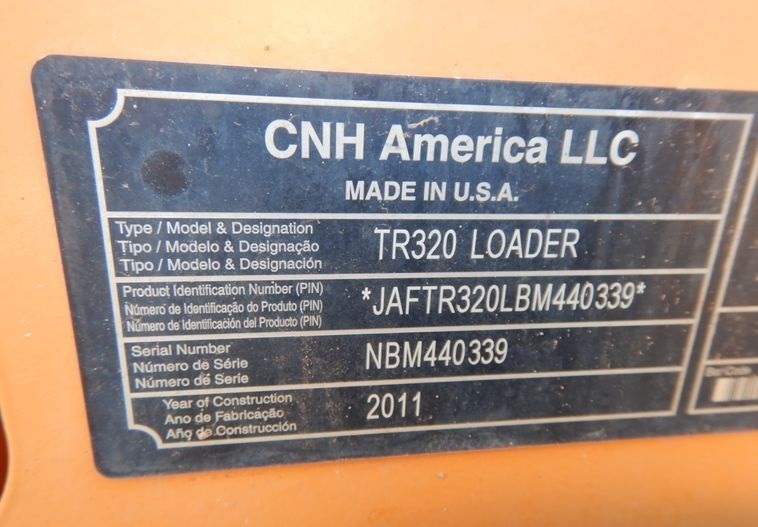 CNH America LLC
MADE IN U.S.A.
Type / Model & Designation
Tipo / Modelo & Designação
Tipo / Modelo & Designación
TR320 LOADER
Product Identification Number (PIN)
Número de Identificação do Produto (PIN)
Número de Identificación del Producto (PIN)
*JAFTR320LBM440339*
Serial Number
Número de Série
Número de Serie
NBM440339
Year of Construction
Ano de Fabricação
Año de Construcción
2011
Bar-Code